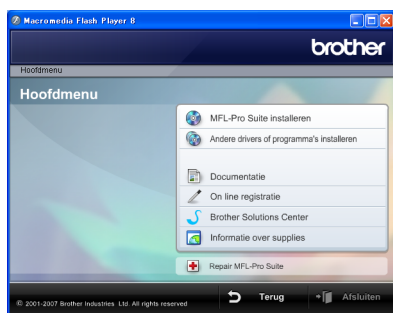 Macromedia Flash Player 8
brother
Hoofdmenu
Hoofdmenu
MFL-Pro Suite installeren
Andere drivers of programma's installeren
Documentatie
On line registratie
Brother Solutions Center
Informatie over supplies
Repair MFL-Pro Suite
© 2001-2007 Brother Industries Ltd. All rights reserved
Terug
Afsluiten